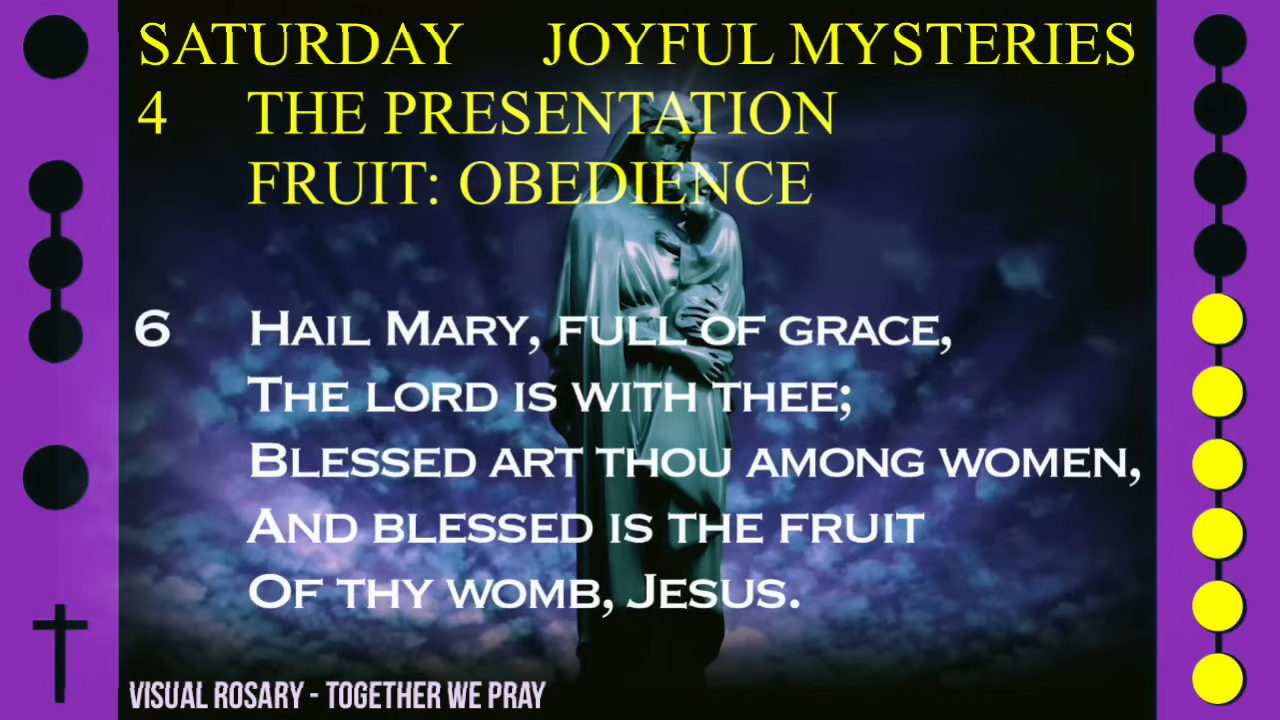 SATURDAY JOYFUL MYSTERIES
4 THE PRESENTATION
FRUIT: OBEDIENCE
6 HAIL MARY, FULL OF GRACE,
THE LORD IS WITH THEE;
BLESSED ART THOU AMONG WOMEN,
AND BLESSED IS THE FRUIT
OF THY WOMB, JESUS.
VISUAL ROSARY - TOGETHER WE PRAY